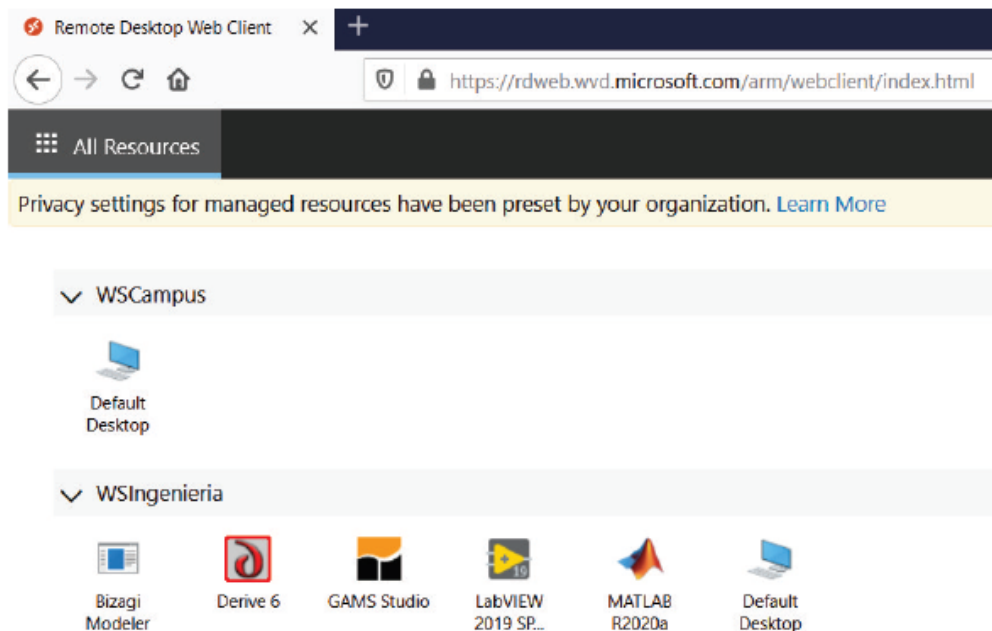 Remote Desktop Web Client
https://rdweb.wvd.microsoft.com/arm/webclient/index.html
All Resources
Privacy settings for managed resources have been preset by your organization. Learn More
WSCampus
Default
Desktop
WSIngenieria
Bizagi
Modeler
Derive 6
GAMS Studio
LabVIEW
2019 SP...
MATLAB
R2020a
Default
Desktop